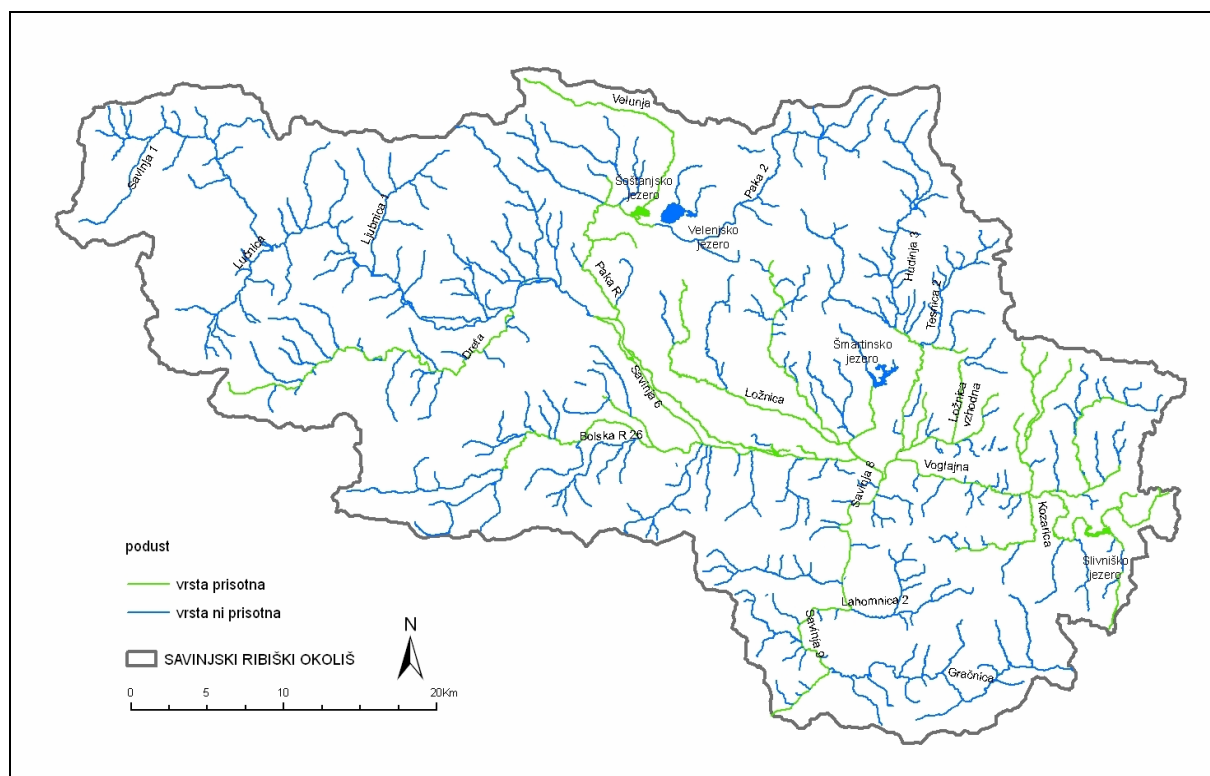 Velunja
Savinja 1
Šoštanjsko
jezero
Paka 2
Ljubnica 1
Velenjsko
jezero
Lučnica
Hudinja 3
Paka R
Tesnica 2
Šmartinsko
jezero
Dreta
Savinja 6
Ložnica
Ložnica
vzhodna
Bolska R 26
Voglajna
Savinja 8
Kozarica
Slivniško
jezero
podust
vrsta prisotna
vrsta ni prisotna
Lahomnica 2
Savinja 9
N
SAVINJSKI RIBIŠKI OKOLIŠ
Gračnica
0 5 10 20Km